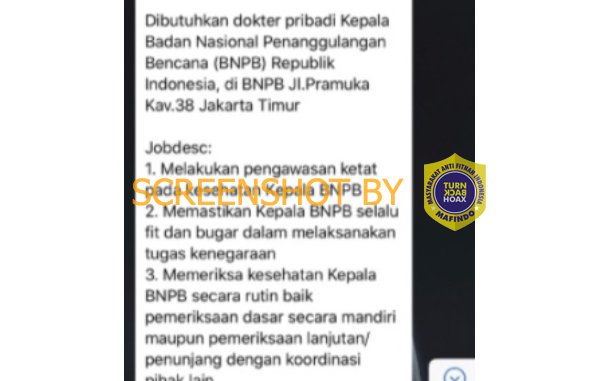 Dibutuhkan dokter pribadi Kepala
Badan Nasional Penanggulangan
Bencana (BNPB) Republik
Indonesia, di BNPB Jl.Pramuka
Kav.38 Jakarta Timur
Jobdesc:
1. Melakukan pengawasan ketat
pada kesehatan Kepala BNPB
SCREENSHOT BY
2. Memastikan Kepala BNPB selalu
fit dan bugar dalam melaksanakan
tugas kenegaraan
3. Memeriksa kesehatan Kepala
BNPB secara rutin baik
pemeriksaan dasar secara mandiri
maupun pemeriksaan lanjutan/
penunjang dengan koordinasi
pihak lain
MASYARAKAT ANTI FITNAH INDONESIA
TURN
BACK
HOAX
MAFINDO